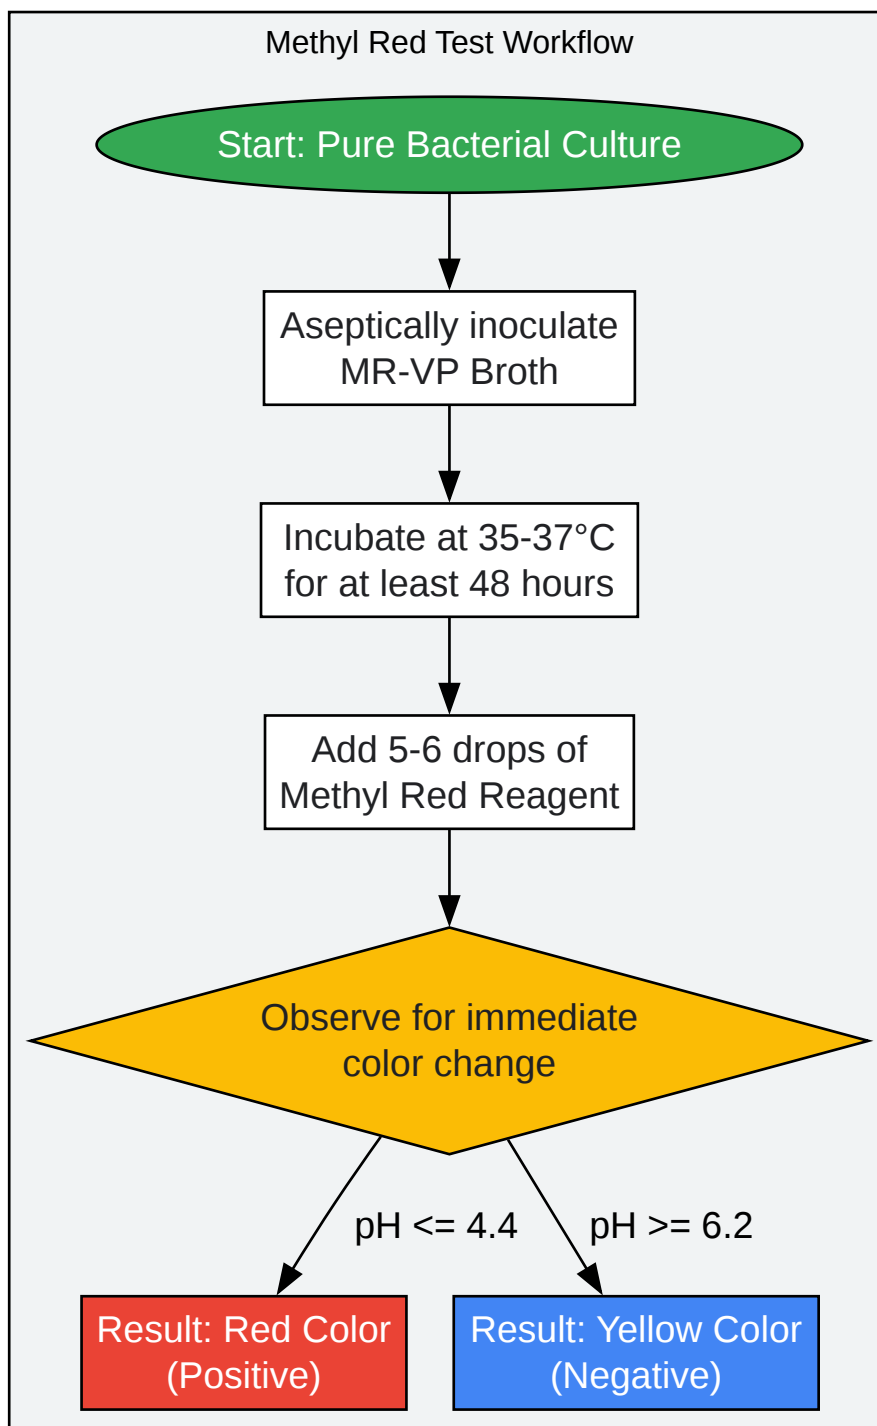 Methyl Red Test Workflow
Start: Pure Bacterial Culture
Aseptically inoculate
MR-VP Broth
Incubate at 35-37°C
for at least 48 hours
Add 5-6 drops of
Methyl Red Reagent
Observe for immediate
color change
pH <= 4.4
pH >= 6.2
Result: Red Color
(Positive)
Result: Yellow Color
(Negative)